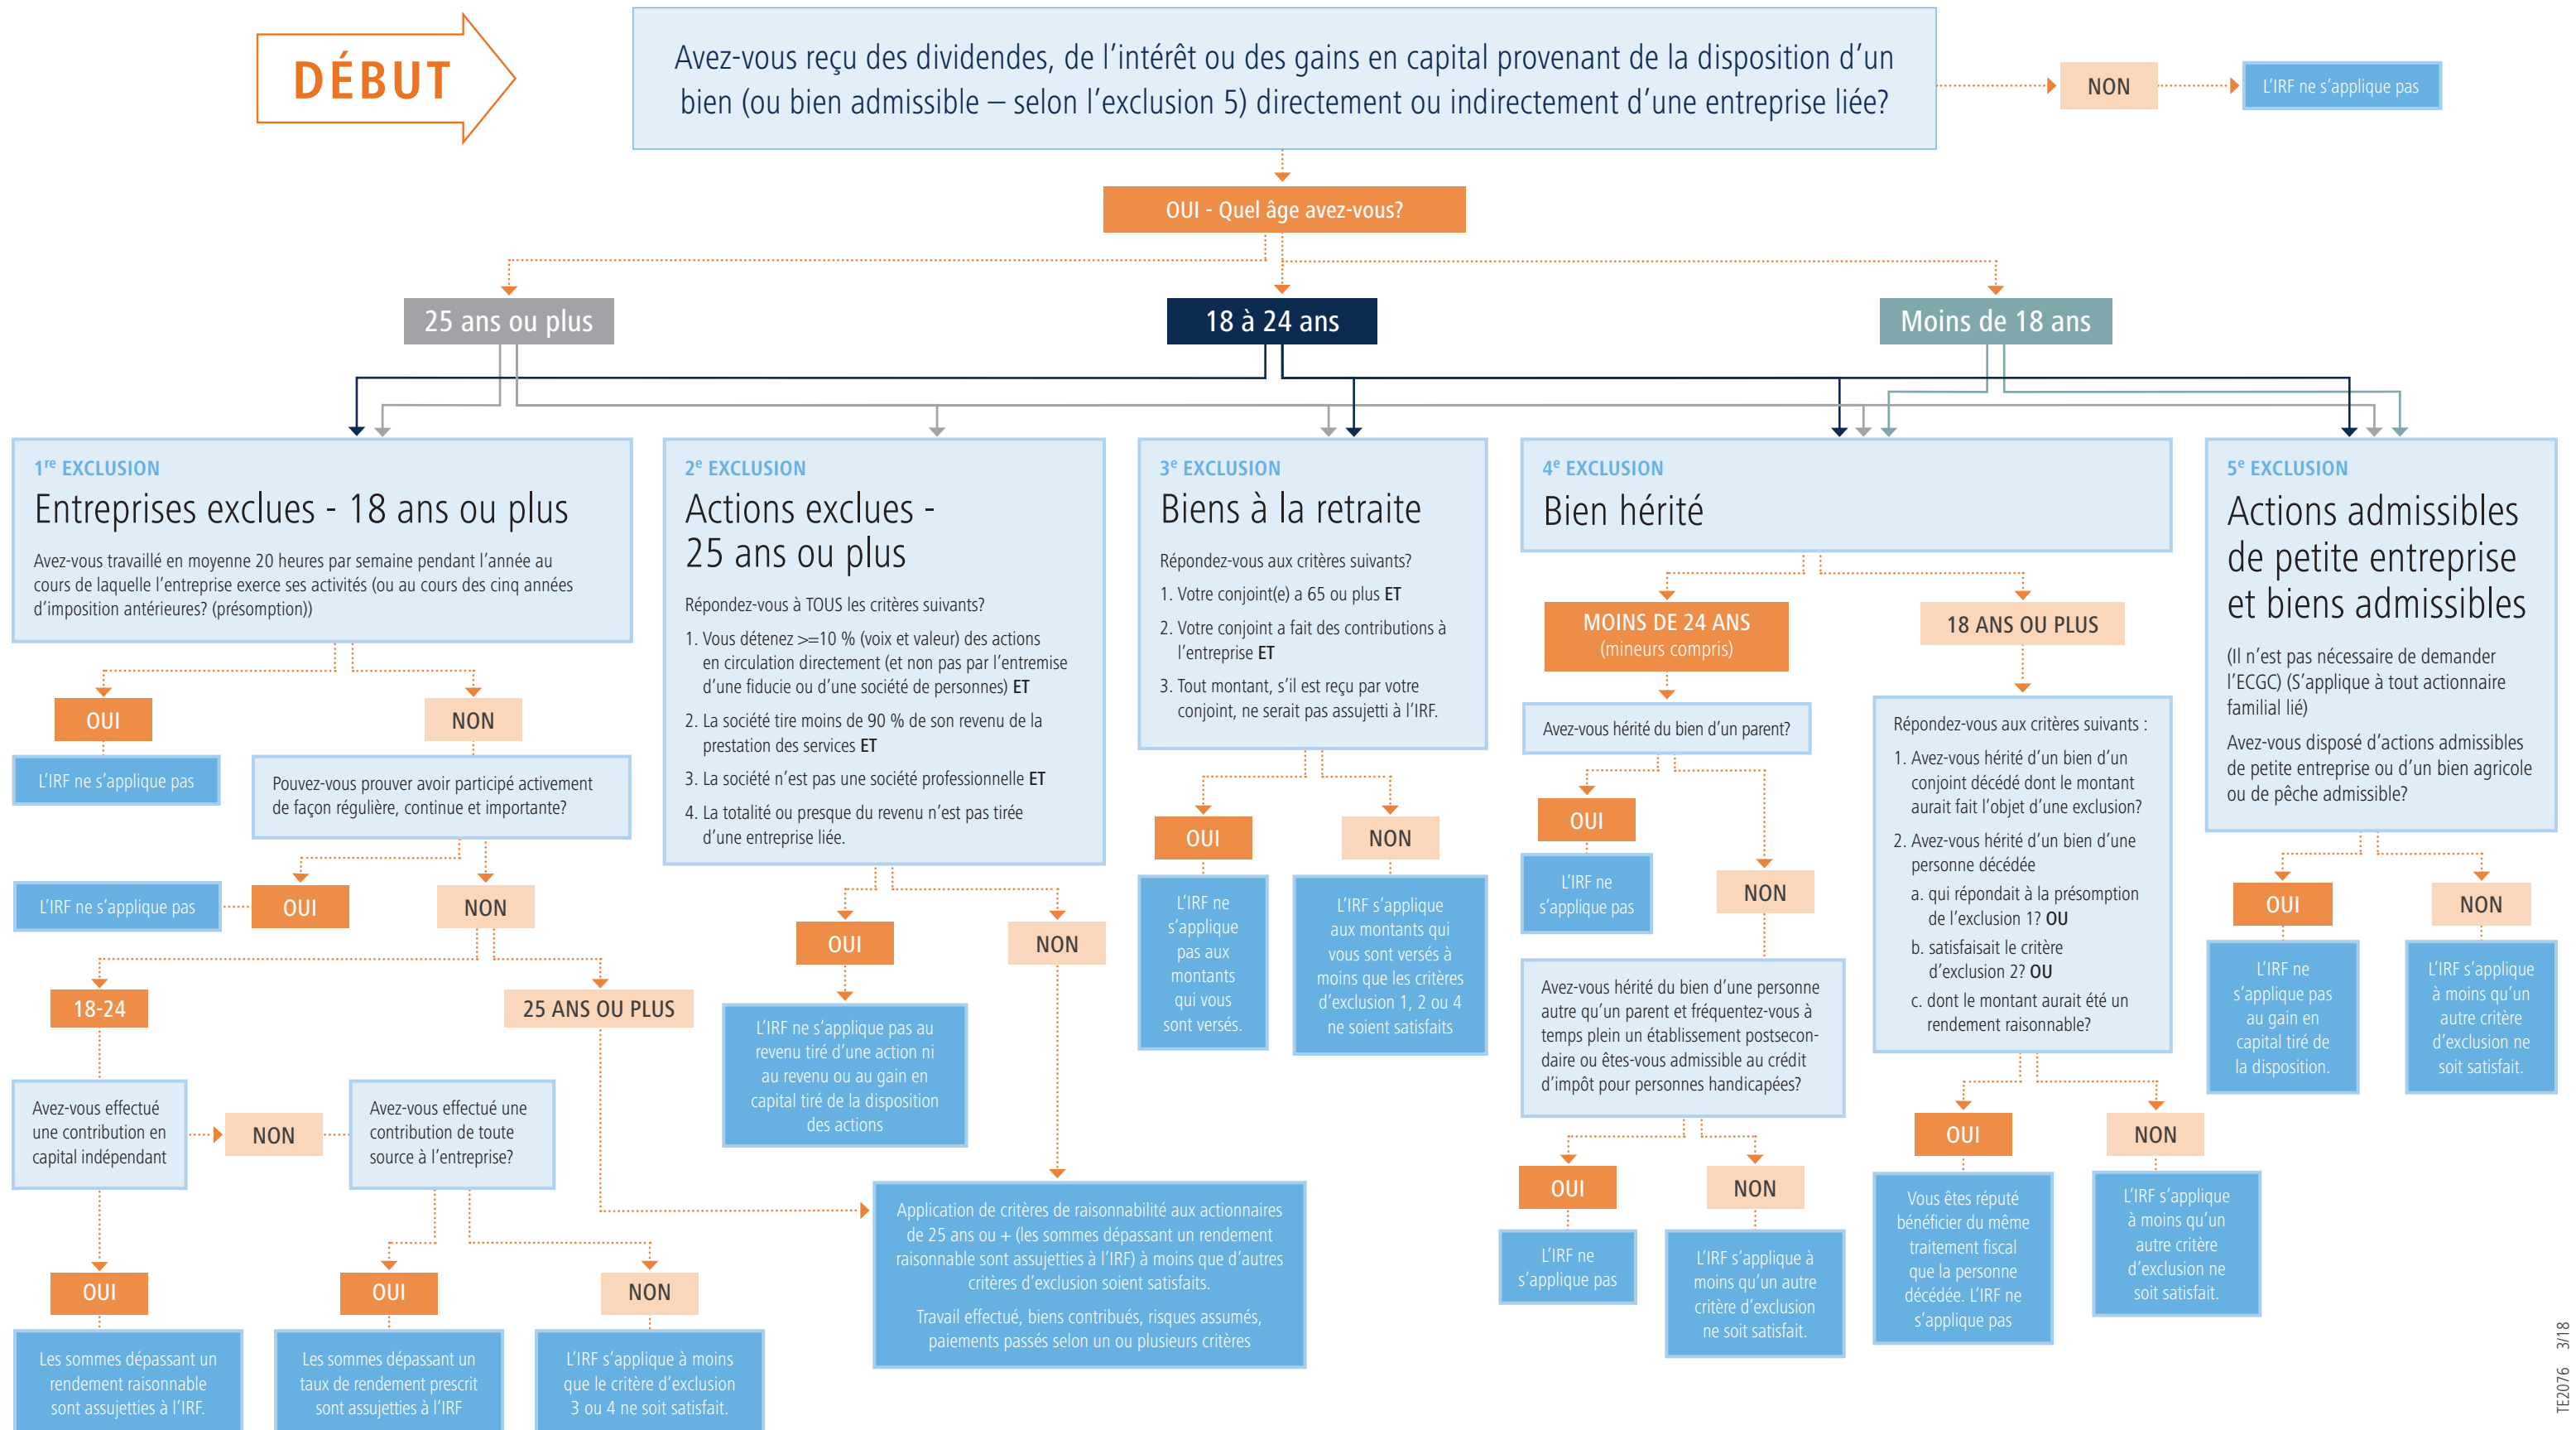 DÉBUT
Avez-vous reçu des dividendes, de l’intérêt ou des gains en capital provenant de la disposition d’un
bien (ou bien admissible – selon l’exclusion 5) directement ou indirectement d’une entreprise liée?
NON
L’IRF ne s’applique pas
OUI - Quel âge avez-vous?
25 ans ou plus
18 à 24 ans
Moins de 18 ans
1re EXCLUSION
Entreprises exclues - 18 ans ou plus
Avez-vous travaillé en moyenne 20 heures par semaine pendant l’année au
cours de laquelle l’entreprise exerce ses activités (ou au cours des cinq années
d’imposition antérieures? (présomption))
OUI
NON
L’IRF ne s’applique pas
Pouvez-vous prouver avoir participé activement
de façon régulière, continue et importante?
L’IRF ne s’applique pas
OUI
NON
18-24
25 ANS OU PLUS
Avez-vous effectué
une contribution en
capital indépendant
NON
Avez-vous effectué une
contribution de toute
source à l’entreprise?
OUI
OUI
NON
Les sommes dépassant un
rendement raisonnable
sont assujetties à l’IRF.
Les sommes dépassant un
taux de rendement prescrit
sont assujetties à l’IRF
L’IRF s’applique à moins
que le critère d’exclusion
3 ou 4 ne soit satisfait.
2e EXCLUSION
Actions exclues -
25 ans ou plus
Répondez-vous à TOUS les critères suivants?
1. Vous détenez >=10 % (voix et valeur) des actions
en circulation directement (et non pas par l’entremise
d’une fiducie ou d’une société de personnes) ET
2. La société tire moins de 90 % de son revenu de la
prestation des services ET
3. La société n’est pas une société professionnelle ET
4. La totalité ou presque du revenu n’est pas tirée
d’une entreprise liée.
OUI
NON
L’IRF ne s’applique pas au
revenu tiré d’une action ni
au revenu ou au gain en
capital tiré de la disposition
des actions
Application de critères de raisonnabilité aux actionnaires
de 25 ans ou + (les sommes dépassant un rendement
raisonnable sont assujetties à l’IRF) à moins que d’autres
critères d’exclusion soient satisfaits.
Travail effectué, biens contribués, risques assumés,
paiements passés selon un ou plusieurs critères
3e EXCLUSION
Biens à la retraite
Répondez-vous aux critères suivants?
1. Votre conjoint(e) a 65 ou plus ET
2. Votre conjoint a fait des contributions à
l’entreprise ET
3. Tout montant, s’il est reçu par votre
conjoint, ne serait pas assujetti à l’IRF.
OUI
NON
L’IRF ne
s’applique
pas aux
montants
qui vous
sont versés.
L’IRF s’applique
aux montants qui
vous sont versés à
moins que les critères
d’exclusion 1, 2 ou 4
ne soient satisfaits
4e EXCLUSION
Bien hérité
MOINS DE 24 ANS
(mineurs compris)
Avez-vous hérité du bien d’un parent?
OUI
NON
L’IRF ne
s’applique pas
Avez-vous hérité du bien d’une personne
autre qu’un parent et fréquentez-vous à
temps plein un établissement postsecon-
daire ou êtes-vous admissible au crédit
d’impôt pour personnes handicapées?
OUI
NON
L’IRF ne
s’applique pas
L’IRF s’applique à
moins qu’un autre
critère d’exclusion
ne soit satisfait.
18 ANS OU PLUS
Répondez-vous aux critères suivants :
1. Avez-vous hérité d’un bien d’un
conjoint décédé dont le montant
aurait fait l’objet d’une exclusion?
2. Avez-vous hérité d’un bien d’une
personne décédée
a. qui répondait à la présomption
de l’exclusion 1? OU
b. satisfaisait le critère
d’exclusion 2? OU
c. dont le montant aurait été un
rendement raisonnable?
OUI
NON
Vous êtes réputé
bénéficier du même
traitement fiscal
que la personne
décédée. L’IRF ne
s’applique pas
L’IRF s’applique
à moins qu’un
autre critère
d’exclusion ne
soit satisfait.
5e EXCLUSION
Actions admissibles
de petite entreprise
et biens admissibles
(Il n’est pas nécessaire de demander
l’ECGC) (S’applique à tout actionnaire
familial lié)
Avez-vous disposé d’actions admissibles
de petite entreprise ou d’un bien agricole
ou de pêche admissible?
OUI
NON
L’IRF ne
s’applique pas
au gain en
capital tiré de
la disposition.
L’IRF s’applique
à moins qu’un
autre critère
d’exclusion ne
soit satisfait.
TE2076 3/18